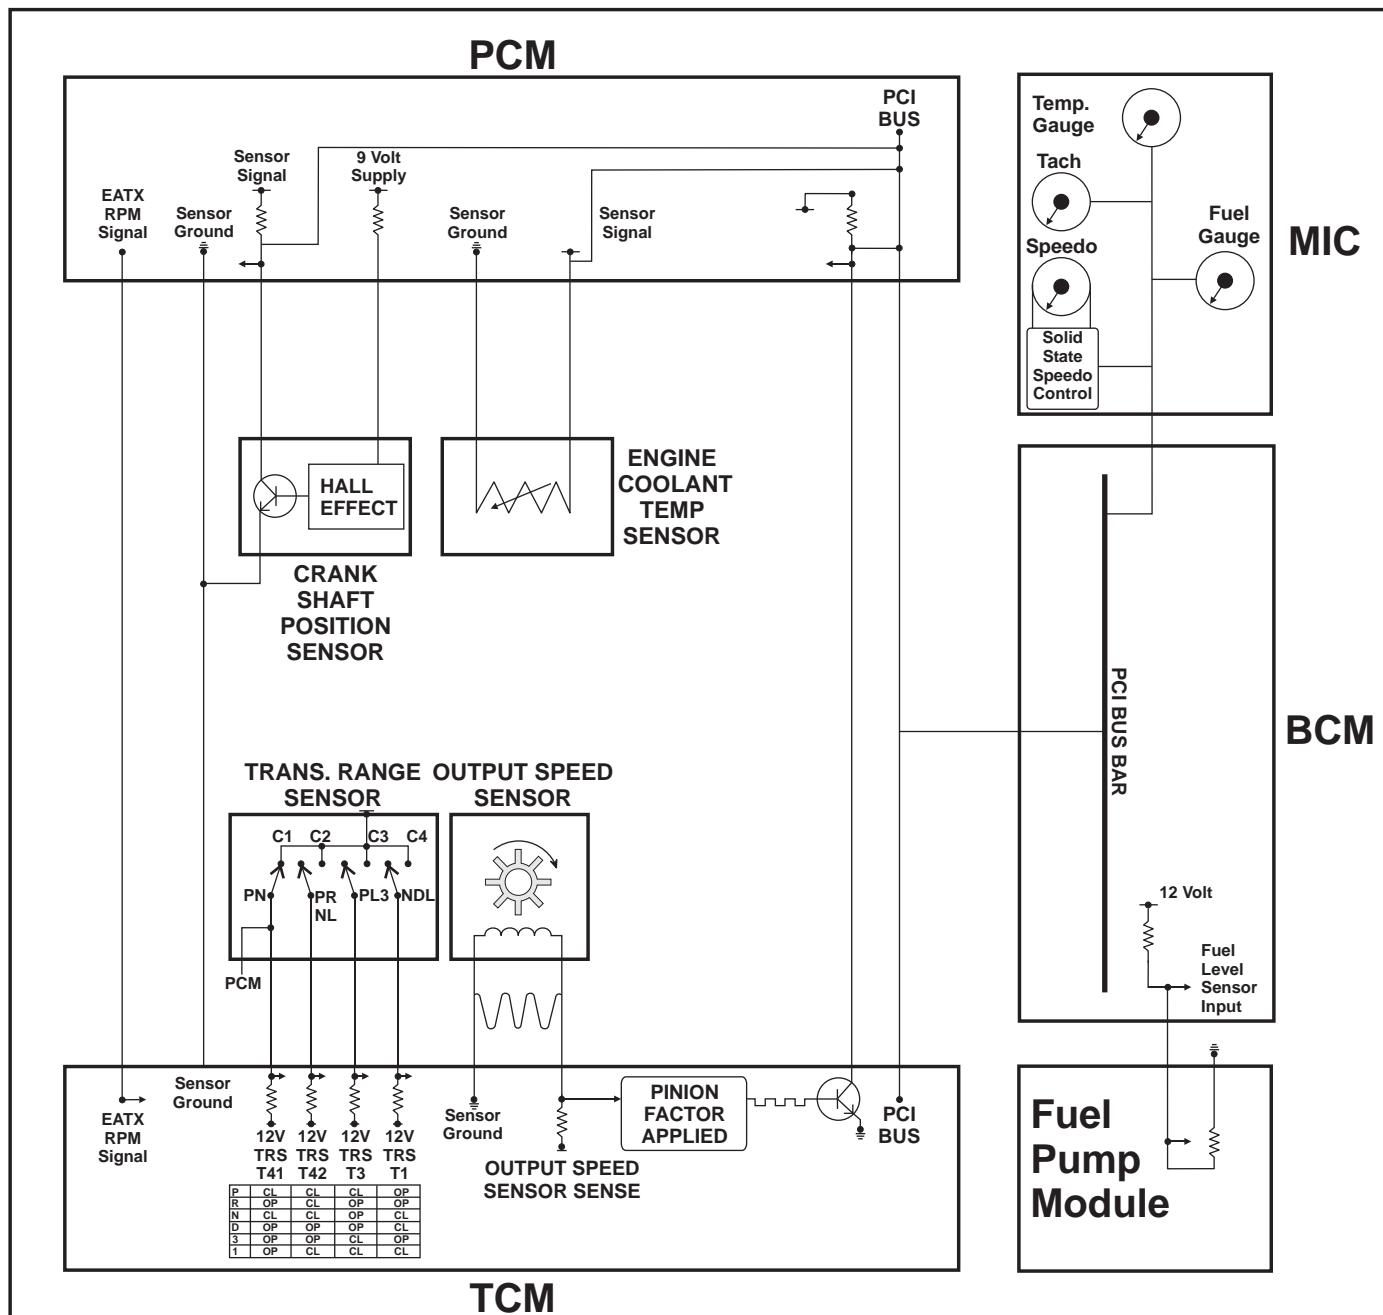 PCM
PCI
BUS
Sensor
Signal
9 Volt
Supply
EATX
RPM
Signal
Sensor
Ground
Sensor
Ground
Sensor
Signal
Temp.
Gauge
Tach
Speedo
Fuel
Gauge
Solid
State
Speedo
Control
MIC
HALL
EFFECT
CRANK
SHAFT
POSITION
SENSOR
ENGINE
COOLANT
TEMP
SENSOR
PCI BUS BAR
BCM
12 Volt
Fuel
Level
Sensor
Input
TRANS. RANGE
SENSOR
C1 C2 C3 C4
PN
PR
NL
PL3
NDL
PCM
OUTPUT SPEED
SENSOR
EATX
RPM
Signal
Sensor
Ground
12V 12V 12V 12V
TRS TRS TRS TRS
T41 T42 T3 T1
P CL CL CL OP
R OP CL OP OP
N CL CL OP CL
D OP OP OP CL
3 OP OP CL OP
1 OP CL CL CL
Sensor
Ground
OUTPUT SPEED
SENSOR SENSE
PINION
FACTOR
APPLIED
PCI
BUS
TCM
Fuel
Pump
Module